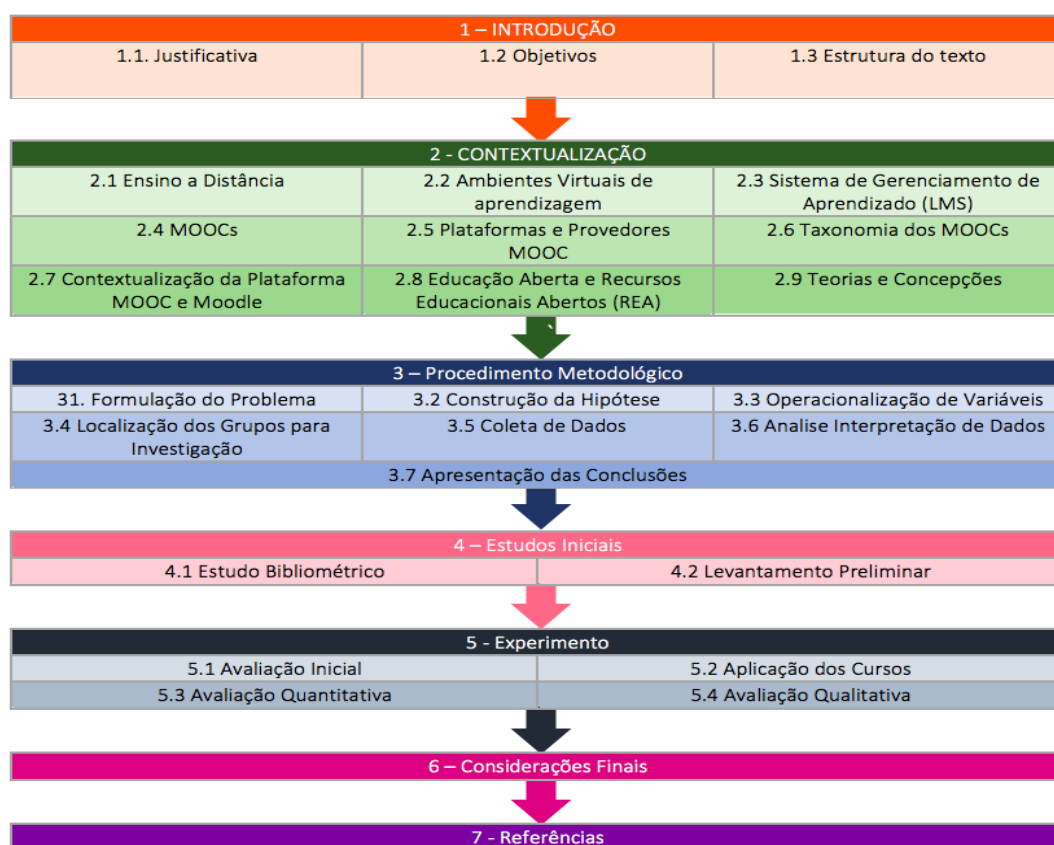 1 – INTRODUÇÃO
1.1. Justificativa
1.2 Objetivos
1.3 Estrutura do texto
2 - CONTEXTUALIZAÇÃO
2.1 Ensino a Distância
2.2 Ambientes Virtuais de
aprendizagem
2.3 Sistema de Gerenciamento de
Aprendizado (LMS)
2.4 MOOCs
2.5 Plataformas e Provedores
MOOC
2.6 Taxonomia dos MOOCs
2.7 Contextualização da Plataforma
MOOC e Moodle
2.8 Educação Aberta e Recursos
Educacionais Abertos (REA)
2.9 Teorias e Concepções
3 – Procedimento Metodológico
31. Formulação do Problema
3.2 Construção da Hipótese
3.3 Operacionalização de Variáveis
3.4 Localização dos Grupos para
Investigação
3.5 Coleta de Dados
3.6 Analise Interpretação de Dados
3.7 Apresentação das Conclusões
4 – Estudos Iniciais
4.1 Estudo Bibliométrico
4.2 Levantamento Preliminar
5 - Experimento
5.1 Avaliação Inicial
5.2 Aplicação dos Cursos
5.3 Avaliação Quantitativa
5.4 Avaliação Qualitativa
6 – Considerações Finais
7 - Referências